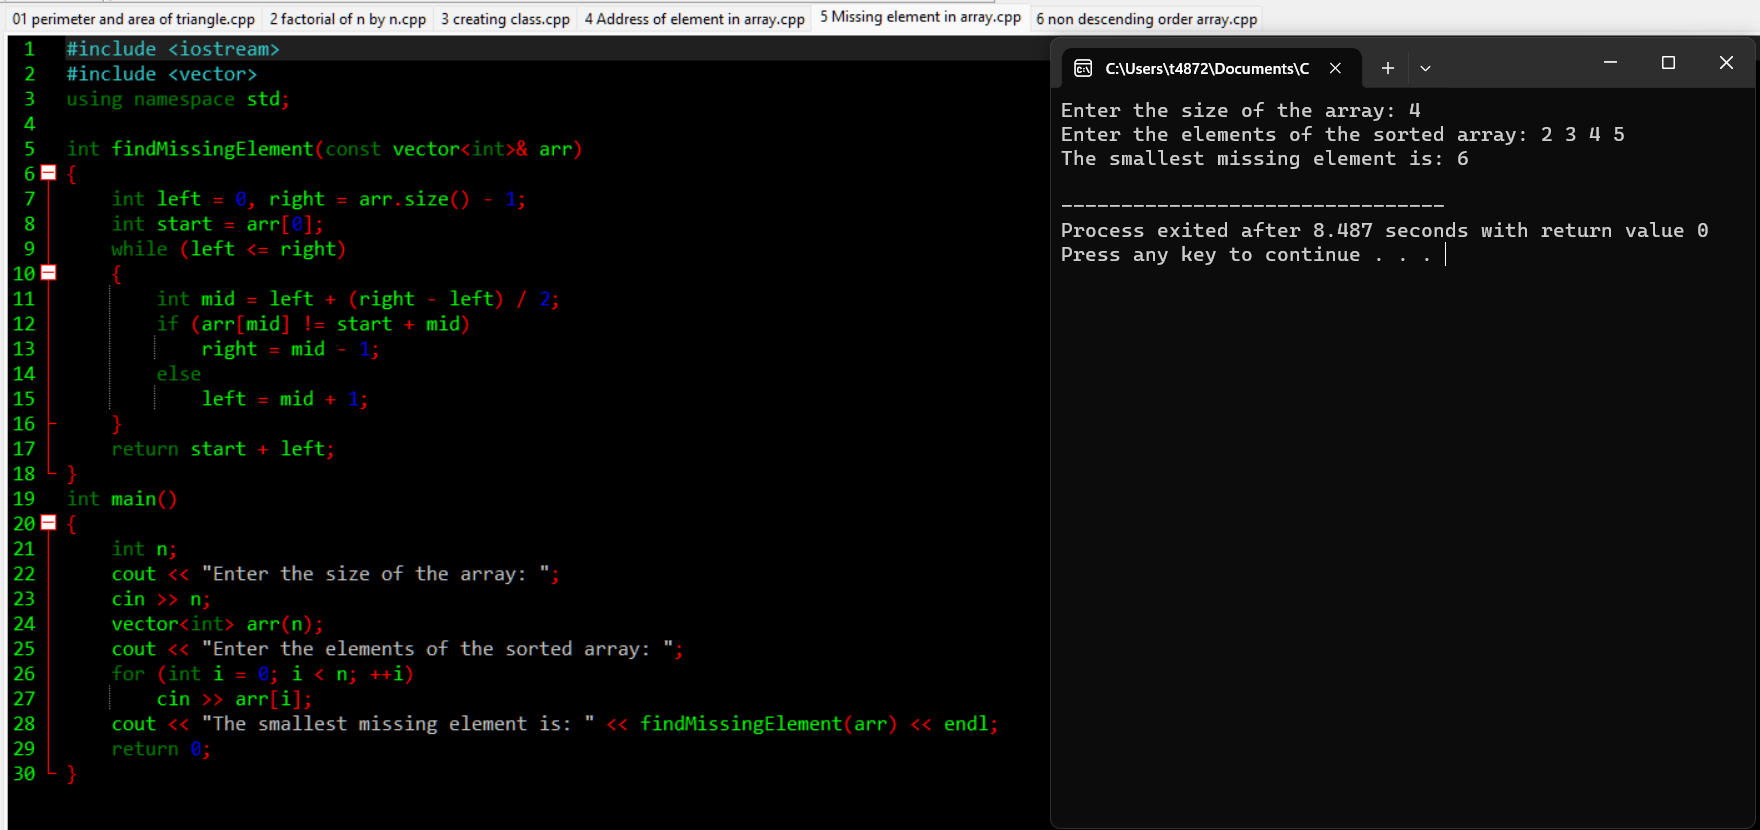 01 perimeter and area of triangle.cpp 2 factorial of n by n.cpp 3 creating class.cpp 4 Address of element in array.cpp 5 Missing element in array.cpp 6 non descending order array.cpp
1 #include <iostream>
2 #include <vector>
3 using namespace std;
4
5 int findMissingElement(const vector<int>& arr)
6 {
7     int left = 0, right = arr.size() - 1;
8     int start = arr[0];
9     while (left <= right)
10     {
11         int mid = left + (right - left) / 2;
12         if (arr[mid] != start + mid)
13             right = mid - 1;
14         else
15             left = mid + 1;
16     }
17     return start + left;
18 }
19 int main()
20 {
21     int n;
22     cout << "Enter the size of the array: ";
23     cin >> n;
24     vector<int> arr(n);
25     cout << "Enter the elements of the sorted array: ";
26     for (int i = 0; i < n; ++i)
27         cin >> arr[i];
28     cout << "The smallest missing element is: " << findMissingElement(arr) << endl;
29     return 0;
30 }
C:\Users\t4872\Documents\C
Enter the size of the array: 4
Enter the elements of the sorted array: 2 3 4 5
The smallest missing element is: 6
--------------------------------
Process exited after 8.487 seconds with return value 0
Press any key to continue . . .